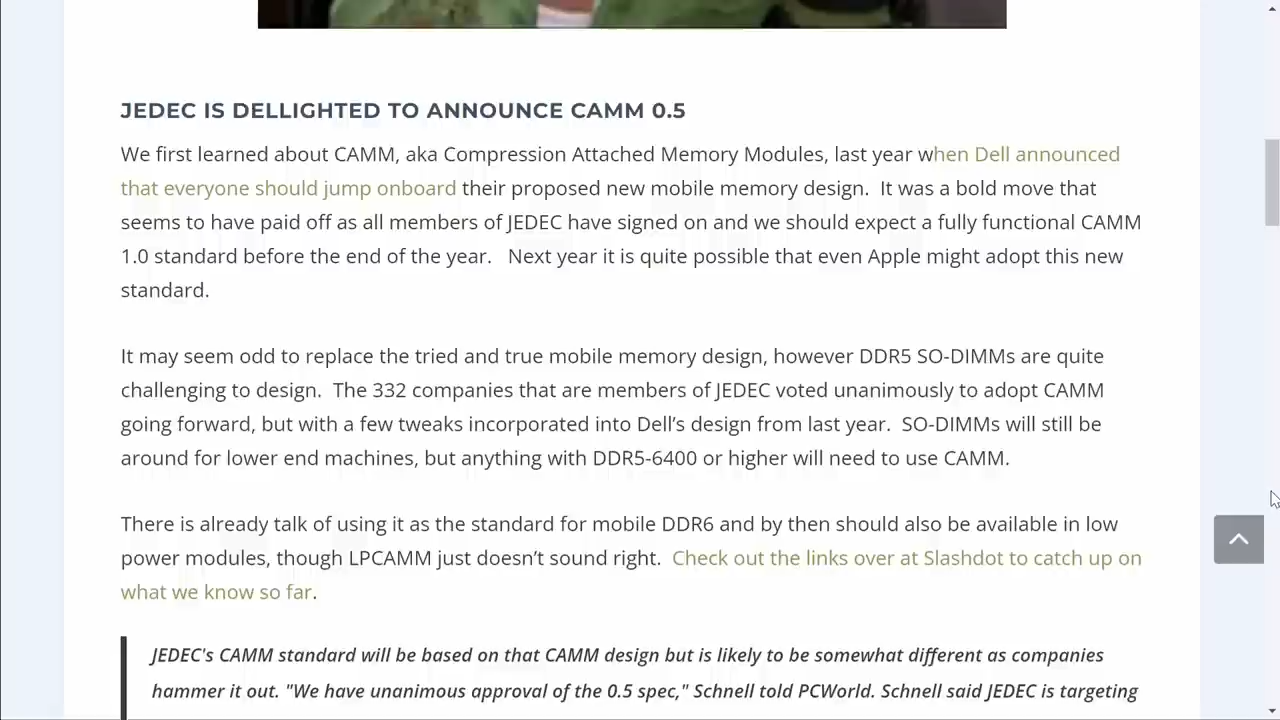 JEDEC IS DELLIGHTED TO ANNOUNCE CAMM 0.5
We first learned about CAMM, aka Compression Attached Memory Modules, last year when Dell announced
that everyone should jump onboard their proposed new mobile memory design.  It was a bold move that
seems to have paid off as all members of JEDEC have signed on and we should expect a fully functional CAMM
1.0 standard before the end of the year.   Next year it is quite possible that even Apple might adopt this new
standard.
It may seem odd to replace the tried and true mobile memory design, however DDR5 SO-DIMMs are quite
challenging to design.  The 332 companies that are members of JEDEC voted unanimously to adopt CAMM
going forward, but with a few tweaks incorporated into Dell’s design from last year.  SO-DIMMs will still be
around for lower end machines, but anything with DDR5-6400 or higher will need to use CAMM.
There is already talk of using it as the standard for mobile DDR6 and by then should also be available in low
power modules, though LPCAMM just doesn’t sound right.  Check out the links over at Slashdot to catch up on
what we know so far.
JEDEC's CAMM standard will be based on that CAMM design but is likely to be somewhat different as companies
hammer it out. "We have unanimous approval of the 0.5 spec," Schnell told PCWorld. Schnell said JEDEC is targeting